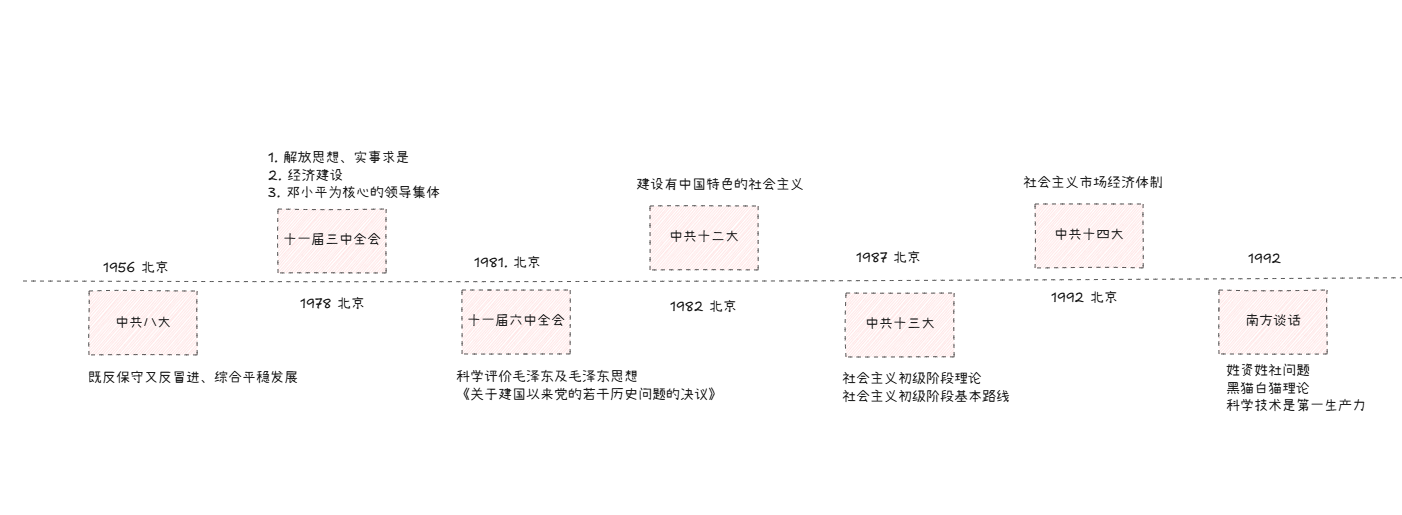 1956 北京
中共八大
既反保守又反冒进、综合平稳发展
1. 解放思想、实事求是
2. 经济建设
3. 邓小平为核心的领导集体
十一届三中全会
1978 北京
1981. 北京
十一届六中全会
科学评价毛泽东及毛泽东思想
《关于建国以来党的若干历史问题的决议》
建设有中国特色的社会主义
中共十二大
1982 北京
1987 北京
中共十三大
社会主义初级阶段理论
社会主义初级阶段基本路线
社会主义市场经济体制
中共十四大
1992 北京
1992
南方谈话
姓资姓社问题
黑猫白猫理论
科学技术是第一生产力